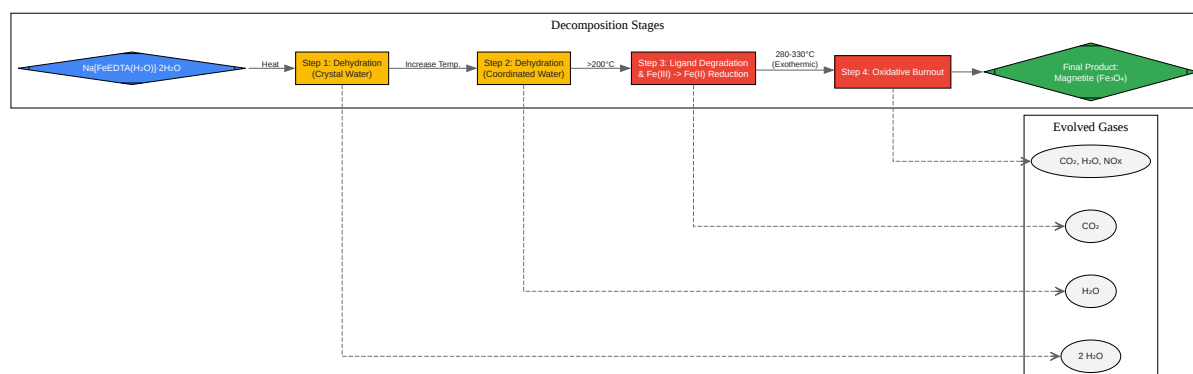 Decomposition Stages
Na[FeEDTA(H₂O)]·2H₂O
Heat
Step 1: Dehydration
(Crystal Water)
Increase Temp.
Step 2: Dehydration
(Coordinated Water)
>200°C
Step 3: Ligand Degradation
& Fe(III) -> Fe(II) Reduction
280-330°C
(Exothermic)
Step 4: Oxidative Burnout
Final Product:
Magnetite (Fe₃O₄)
Evolved Gases
CO₂, H₂O, NOx
CO₂
H₂O
2 H₂O